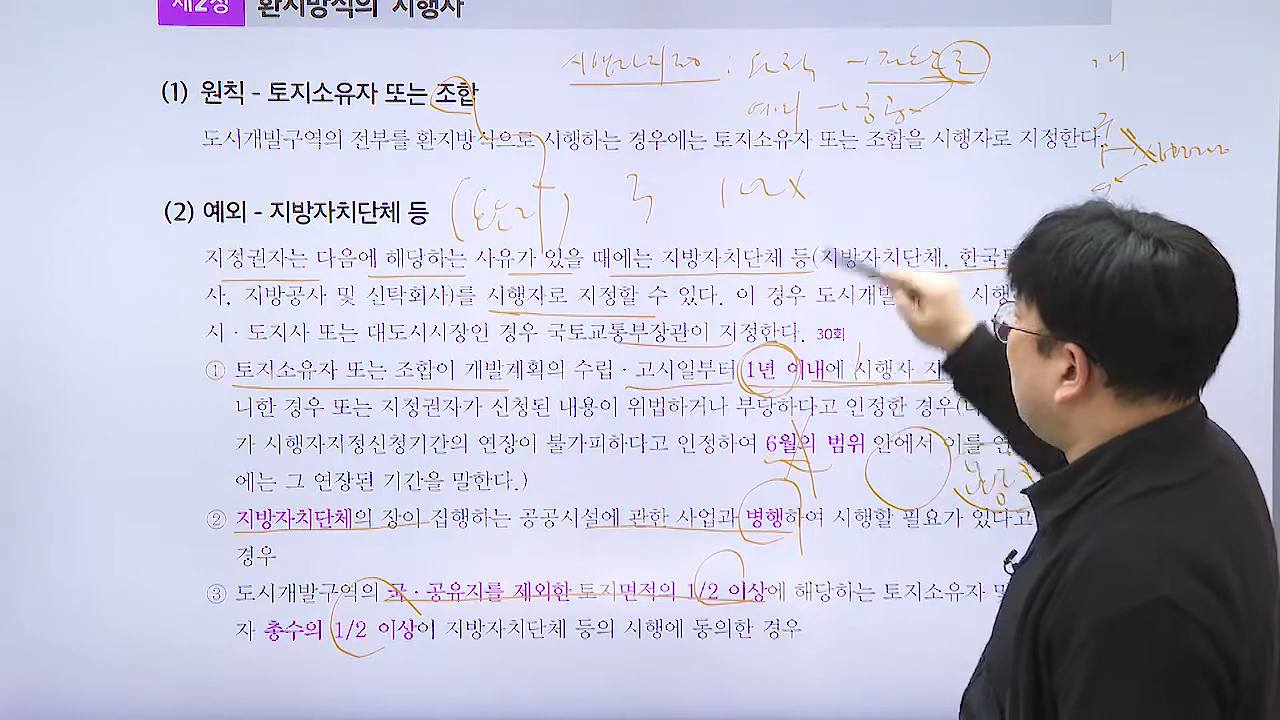 제2장 환지방식의 시행자
(1) 원칙 - 토지소유자 또는 조합
도시개발구역의 전부를 환지방식으로 시행하는 경우에는 토지소유자 또는 조합을 시행자로 지정한다.
(2) 예외 - 지방자치단체 등
지정권자는 다음에 해당하는 사유가 있을 때에는 지방자치단체 등(지방자치단체, 한국토
사, 지방공사 및 신탁회사)를 시행자로 지정할 수 있다. 이 경우 도시개발 시행
시 · 도지사 또는 대도시시장인 경우 국토교통부장관이 지정한다. 30회
① 토지소유자 또는 조합이 개발계획의 수립 · 고시일부터 1년 이내에 시행자 지
니한 경우 또는 지정권자가 신청된 내용이 위법하거나 부당하다고 인정한 경우(
가 시행자지정신청기간의 연장이 불가피하다고 인정하여 6월의 범위 안에서 이를 연
에는 그 연장된 기간을 말한다.)
② 지방자치단체의 장이 집행하는 공공시설에 관한 사업과 병행하여 시행할 필요가 있다고
경우
③ 도시개발구역의 국 · 공유지를 제외한 토지면적의 1/2 이상에 해당하는 토지소유자 및
자 총수의 1/2 이상이 지방자치단체 등의 시행에 동의한 경우